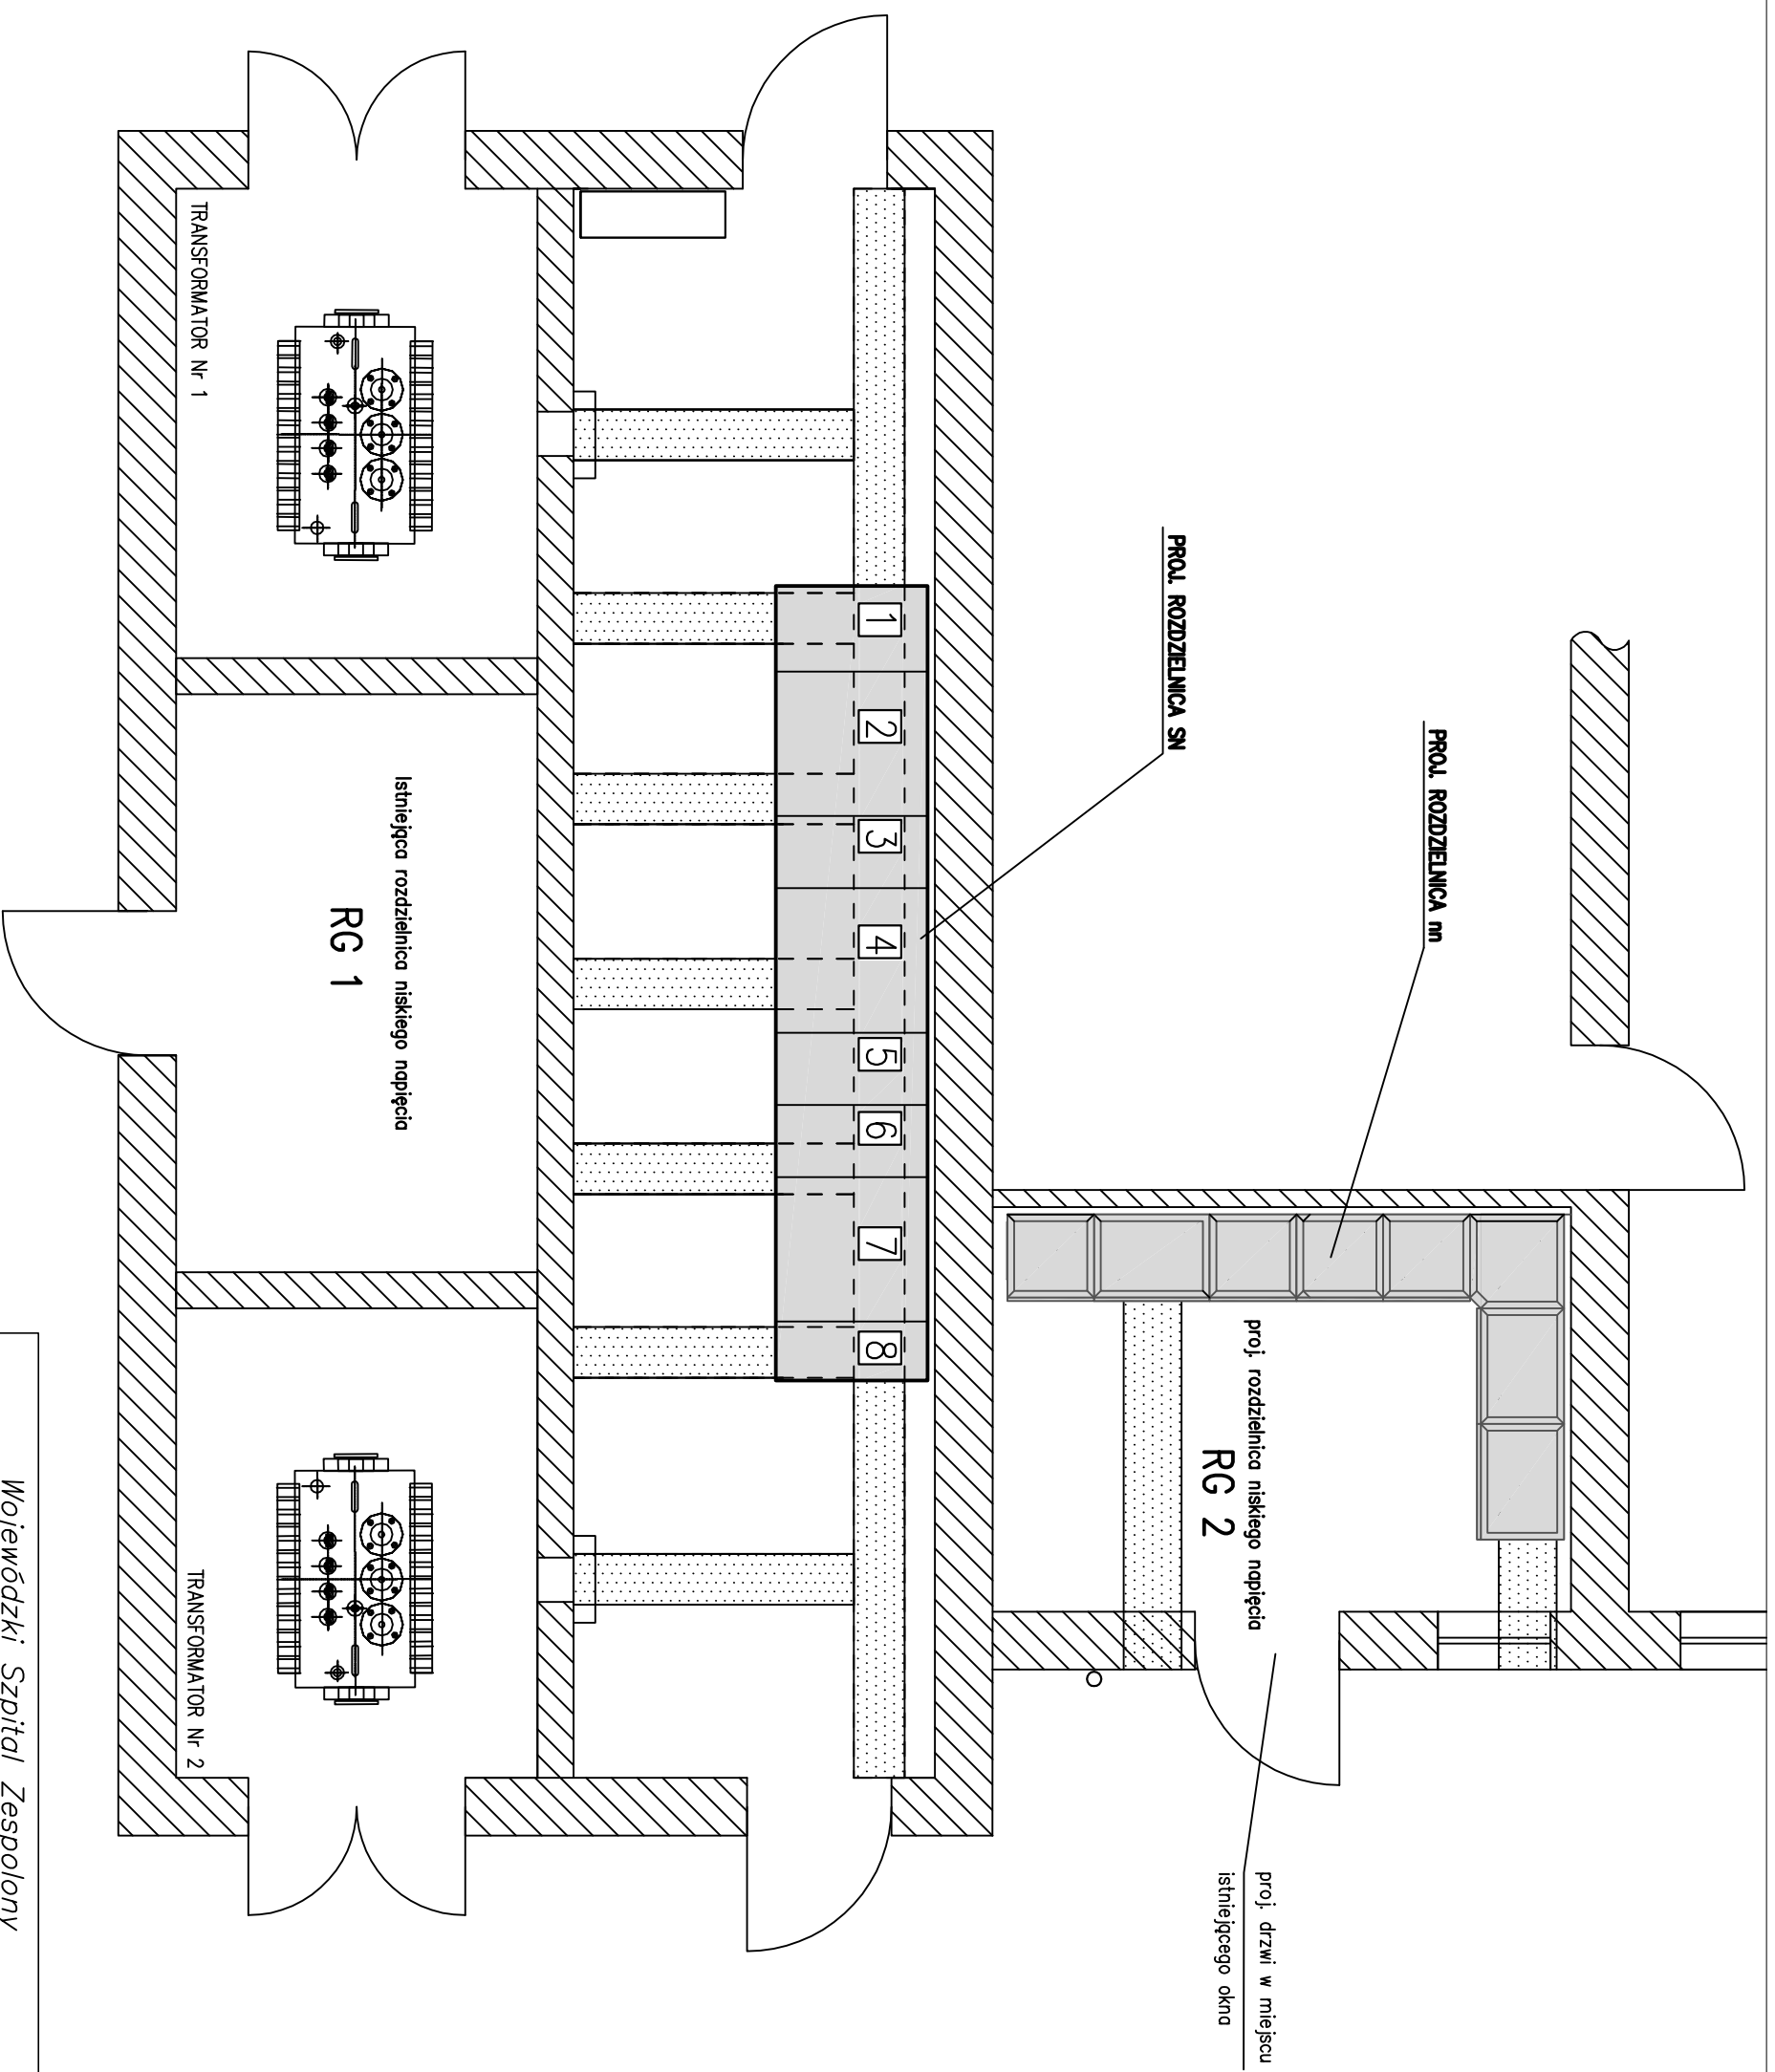 PROJ. ROZDZIELNICA nn
PROJ. ROZDZIELNICA SN
proj. drzwi w miejscu
istniejącego okna
proj. rozdzielnica niskiego napięcia
RG 2
1
2
3
4
5
6
7
8
Istniejąca rozdzielnica niskiego napięcia
RG 1
TRANSFORMATOR Nr 1
TRANSFORMATOR Nr 2
Wojewódzki Szpital Zespolony